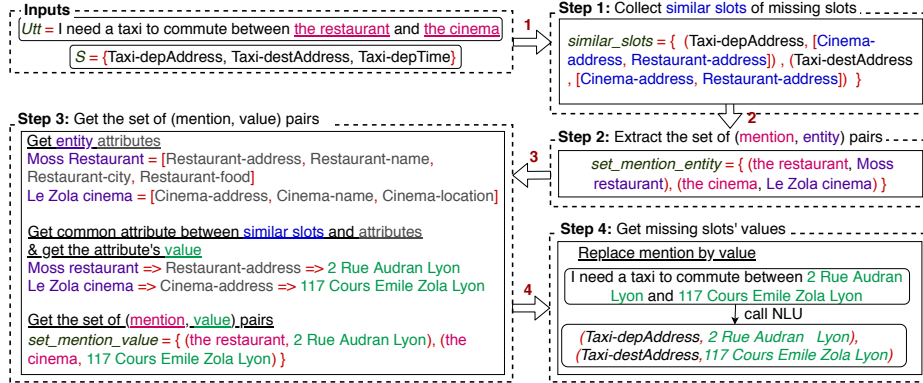 Inputs
Utt = I need a taxi to commute between the restaurant and the cinema
S = {Taxi-depAddress, Taxi-destAddress, Taxi-depTime}
1
Step 1: Collect similar slots of missing slots
similar_slots = { (Taxi-depAddress, [Cinema-
address, Restaurant-address]) , (Taxi-destAddress
, [Cinema-address, Restaurant-address]) }
2
Step 2: Extract the set of (mention, entity) pairs
set_mention_entity = { (the restaurant, Moss
restaurant), (the cinema, Le Zola cinema) }
3
Step 3: Get the set of (mention, value) pairs
Get entity attributes
Moss Restaurant = [Restaurant-address, Restaurant-name,
Restaurant-city, Restaurant-food]
Le Zola cinema = [Cinema-address, Cinema-name, Cinema-location]
Get common attribute between similar slots and attributes
& get the attribute's value
Moss restaurant => Restaurant-address => 2 Rue Audran Lyon
Le Zola cinema => Cinema-address => 117 Cours Emile Zola Lyon
Get the set of (mention, value) pairs
set_mention_value = { (the restaurant, 2 Rue Audran Lyon), (the
cinema, 117 Cours Emile Zola Lyon) }
4
Step 4: Get missing slots' values
Replace mention by value
I need a taxi to commute between 2 Rue Audran
Lyon and 117 Cours Emile Zola Lyon
call NLU
(Taxi-depAddress, 2 Rue Audran Lyon),
(Taxi-destAddress,117 Cours Emile Zola Lyon)